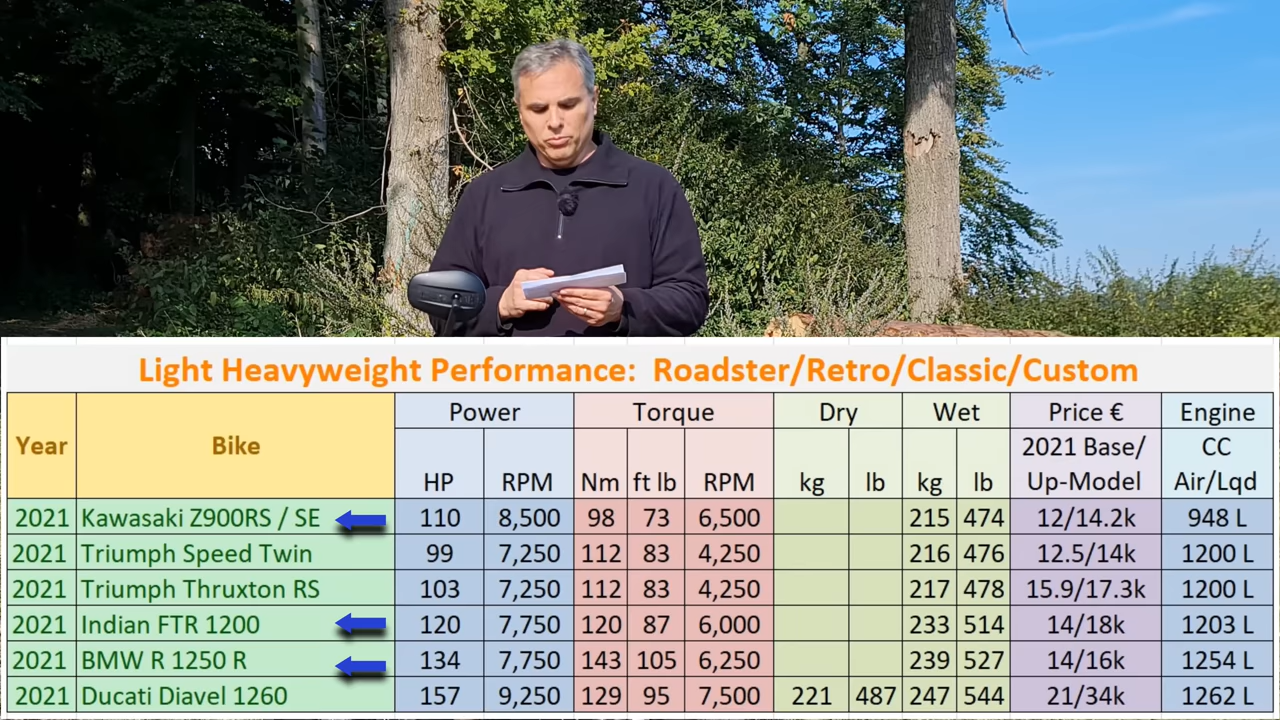 Light Heavyweight Performance: Roadster/Retro/Classic/Custom
Year Bike Power Torque Dry Wet Price € Engine
HP RPM Nm ft lb RPM kg lb kg lb 2021 Base/ Up-Model CC Air/Lqd
2021 Kawasaki Z900RS / SE 110 8,500 98 73 6,500 215 474 12/14.2k 948 L
2021 Triumph Speed Twin 99 7,250 112 83 4,250 216 476 12.5/14k 1200 L
2021 Triumph Thruxton RS 103 7,250 112 83 4,250 217 478 15.9/17.3k 1200 L
2021 Indian FTR 1200 120 7,750 120 87 6,000 233 514 14/18k 1203 L
2021 BMW R 1250 R 134 7,750 143 105 6,250 239 527 14/16k 1254 L
2021 Ducati Diavel 1260 157 9,250 129 95 7,500 221 487 247 544 21/34k 1262 L